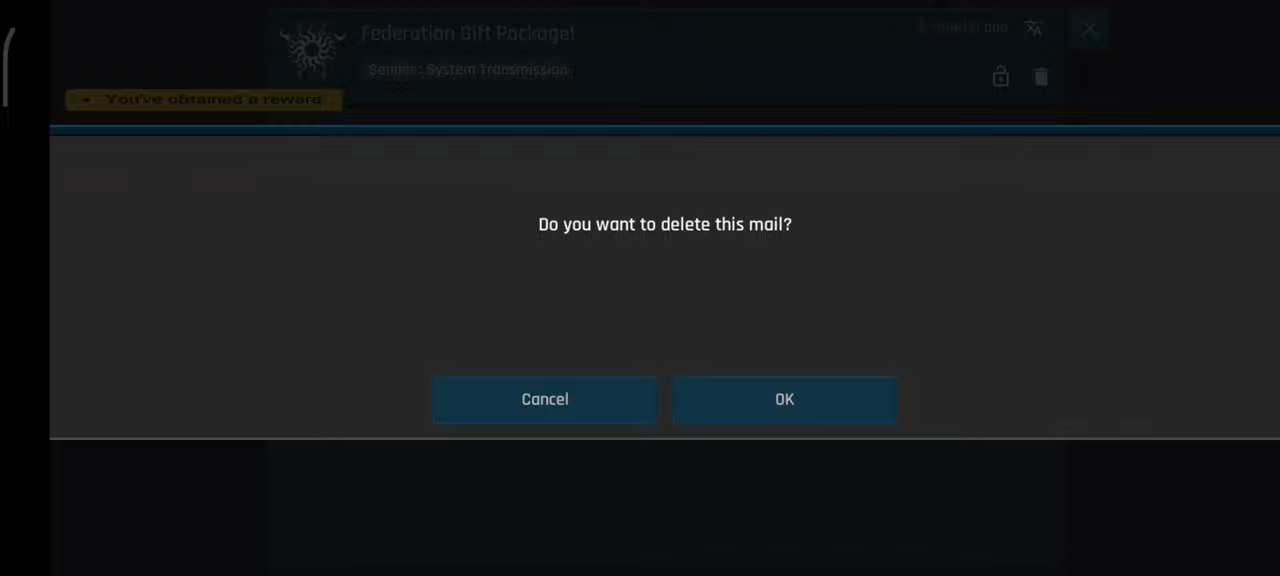 Federation Gift Package!
ago
Sender : System Transmission
You've obtained a reward
Do you want to delete this mail?
Cancel
OK